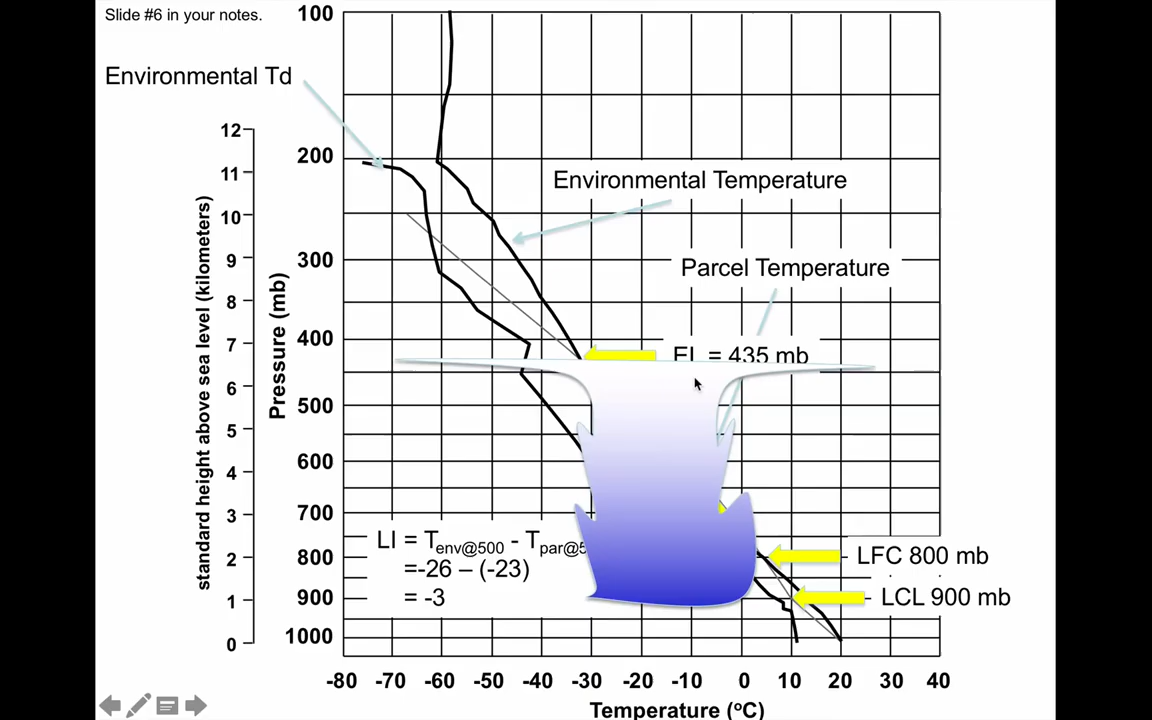 Slide #6 in your notes.
Environmental Td
Environmental Temperature
Parcel Temperature
EL = 435 mb
LFC 800 mb
LCL 900 mb
LI = Tenv@500 - Tpar@5
=-26 – (-23)
= -3
standard height above sea level (kilometers)
12
11
10
9
8
7
6
5
4
3
2
1
0
Pressure (mb)
100
200
300
400
500
600
700
800
900
1000
-80 -70 -60 -50 -40 -30 -20 -10 0 10 20 30 40
Temperature (oC)